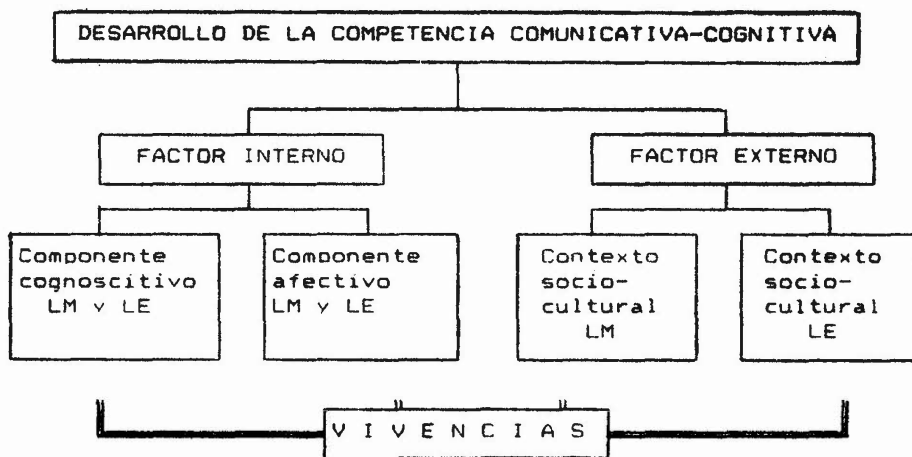 DESARROLLO DE LA COMPETENCIA COMUNICATIVA-COGNITIVA
FACTOR INTERNO
FACTOR EXTERNO
Componente
cognoscitivo
LM y LE
Componente
afectivo
LM y LE
Contexto
socio-
cultural
LM
Contexto
socio-
cultural
LE
V I V E N C I A S